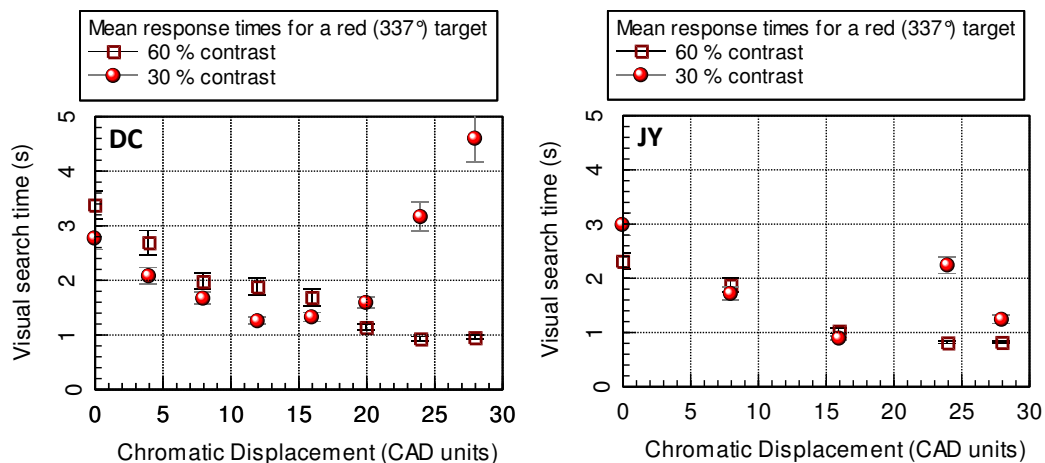 Mean response times for a red (337°) target
60 % contrast
30 % contrast
DC
5
4
3
2
1
0
Visual search time (s)
0 5 10 15 20 25 30
Chromatic Displacement (CAD units)
Mean response times for a red (337°) target
60 % contrast
30 % contrast
JY
5
4
3
2
1
0
Visual search time (s)
0 5 10 15 20 25 30
Chromatic Displacement (CAD units)